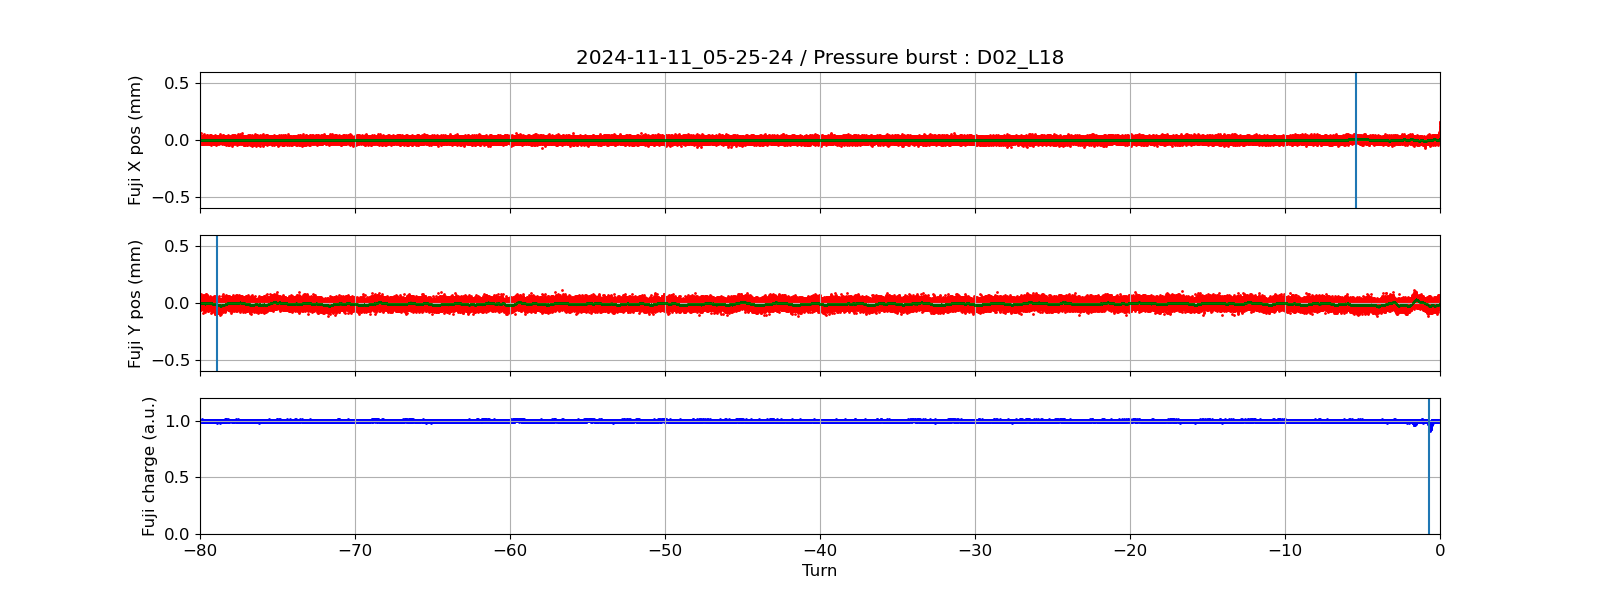 2024-11-11_05-25-24 / Pressure burst : D02_L18
Fuji X pos (mm)
0.5
0.0
−0.5
Fuji Y pos (mm)
0.5
0.0
−0.5
Fuji charge (a.u.)
1.0
0.5
0.0
−80 −70 −60 −50 −40 −30 −20 −10 0
Turn